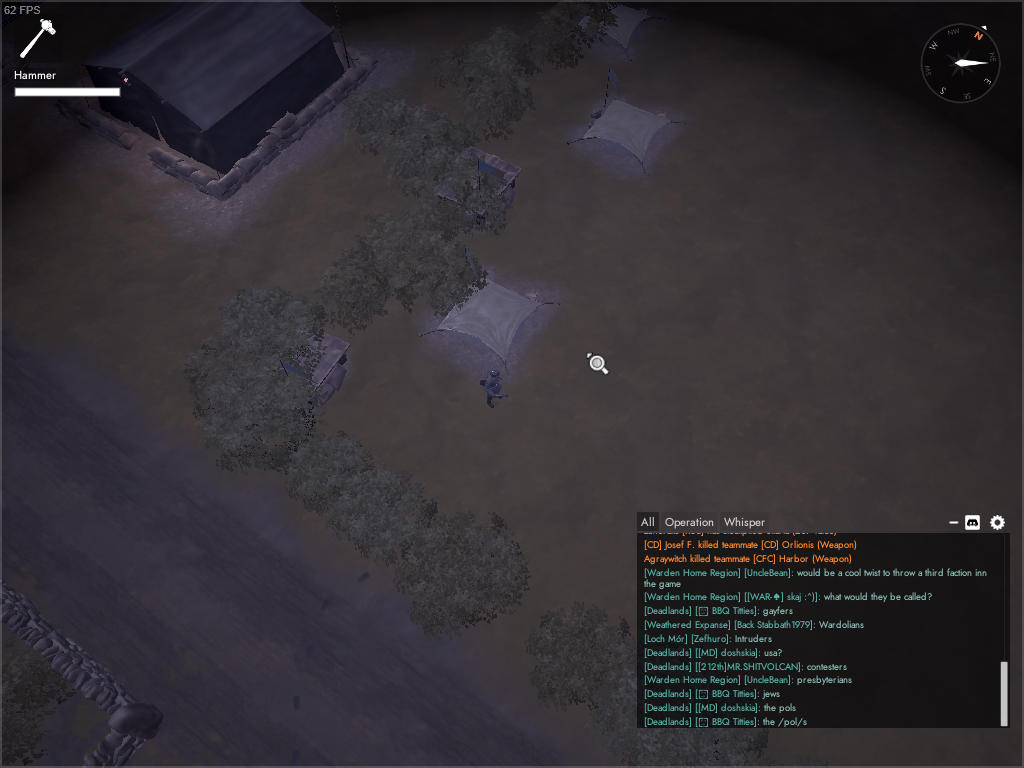 62 FPS
Hammer
N
NW
NE
W
E
SW
S
SE
All Operation Whisper
[CD] Josef F. killed teammate [CD] Orlionis (Weapon)
Agraywitch killed teammate [CFC] Harbor (Weapon)
[Warden Home Region] [UncleBean]: would be a cool twist to throw a third faction inn
the game
[Warden Home Region] [[WAR-♠] skaj :^)]: what would they be called?
[Deadlands] [ BBQ Titties]: gayfers
[Weathered Expanse] [Back Stabbath1979]: Wardolians
[Loch Mór] [Zefhuro]: Intruders
[Deadlands] [[MD] doshskia]: usa?
[Deadlands] [[212th]MR.SHITVOLCAN]: contesters
[Warden Home Region] [UncleBean]: presbyterians
[Deadlands] [ BBQ Titties]: jews
[Deadlands] [[MD] doshskia]: the pols
[Deadlands] [ BBQ Titties]: the /pol/s